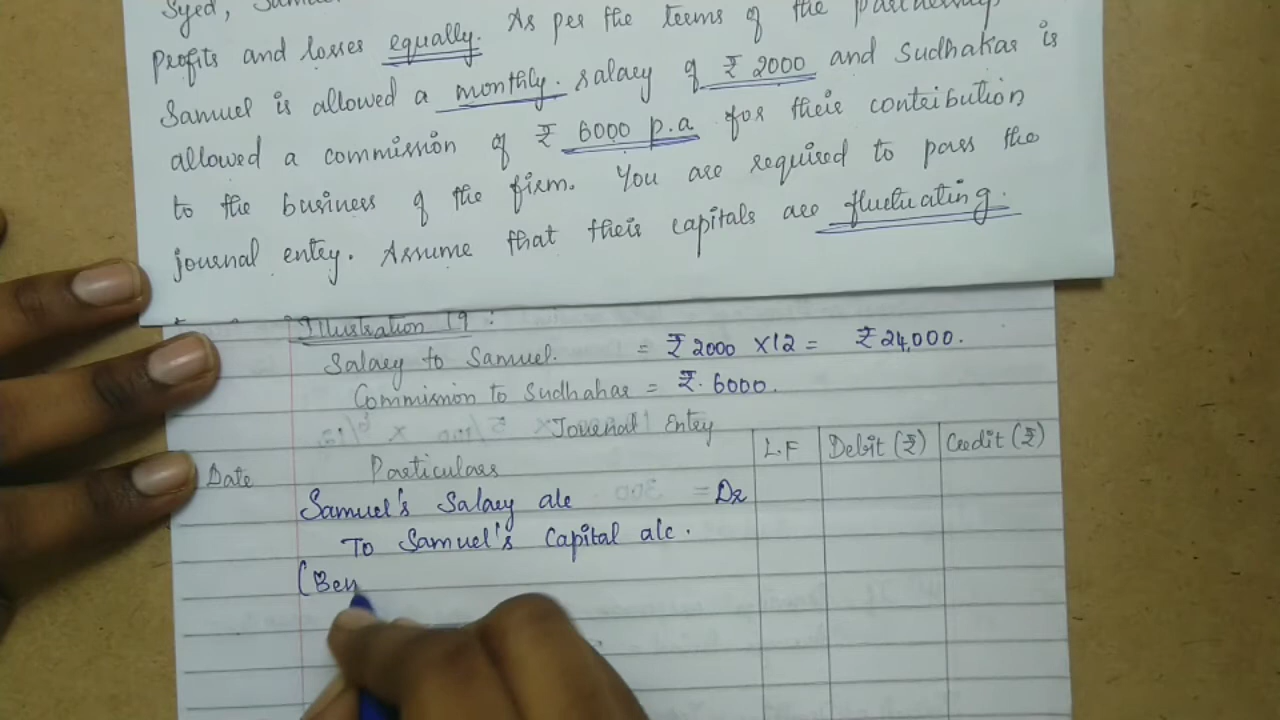 Syed,
Profits and losses equally. As per the terms of the Partnership
Samuel is allowed a monthly salary of ₹ 2000 and Sudhakar is
allowed a commission of ₹ 6000 p.a for their contribution
to the business of the firm. You are required to pass the
journal entry. Assume that their capitals are fluctuating.
Illustration 19 :
Salary to Samuel. = ₹ 2000 × 12 = ₹ 24,000.
Commission to Sudhakar = ₹. 6000.
Journal Entry
Date Particulars L.F Debit (₹) Credit (₹)
Samuel's Salary a/c Dr
To Samuel's Capital a/c.
(Bey